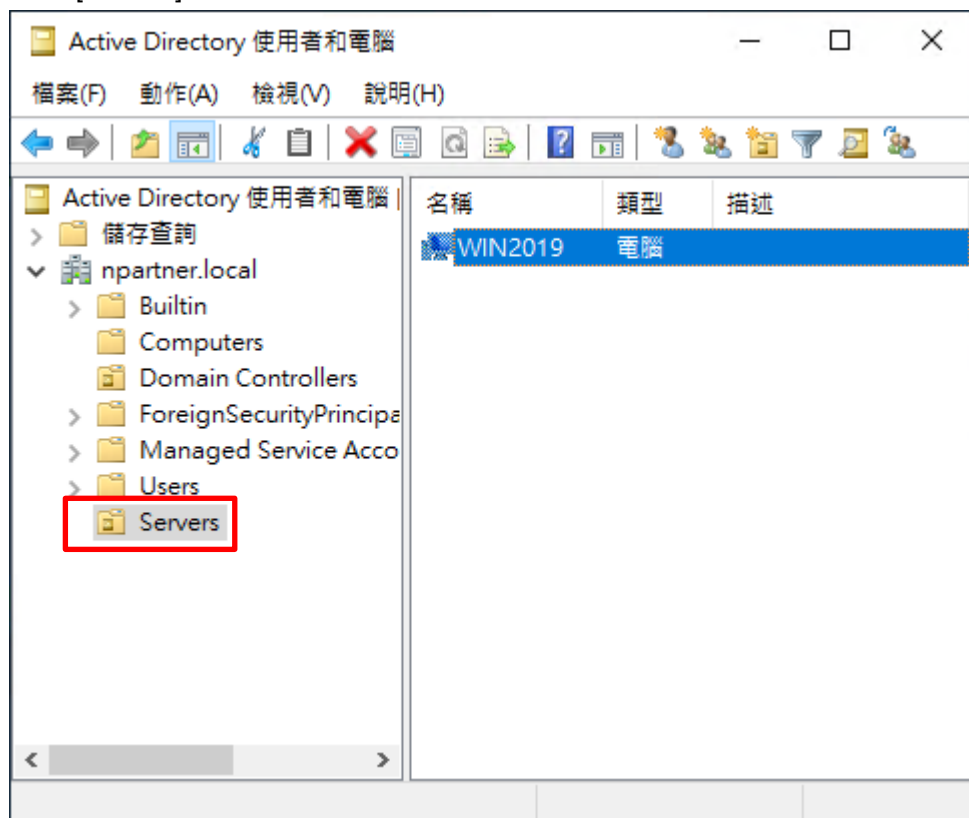 Active Directory 使用者和電腦
檔案(F) 動作(A) 檢視(V) 說明(H)
Active Directory 使用者和電腦
儲存查詢
npartner.local
Builtin
Computers
Domain Controllers
ForeignSecurityPrincipa
Managed Service Acco
Users
Servers
名稱 類型 描述
WIN2019 電腦